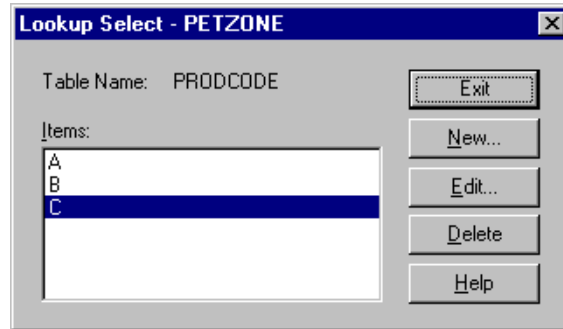 Lookup Select - PETZONE
Table Name: PRODCODE
Exit
Items:
New...
A
B
Edit...
C
Delete
Help